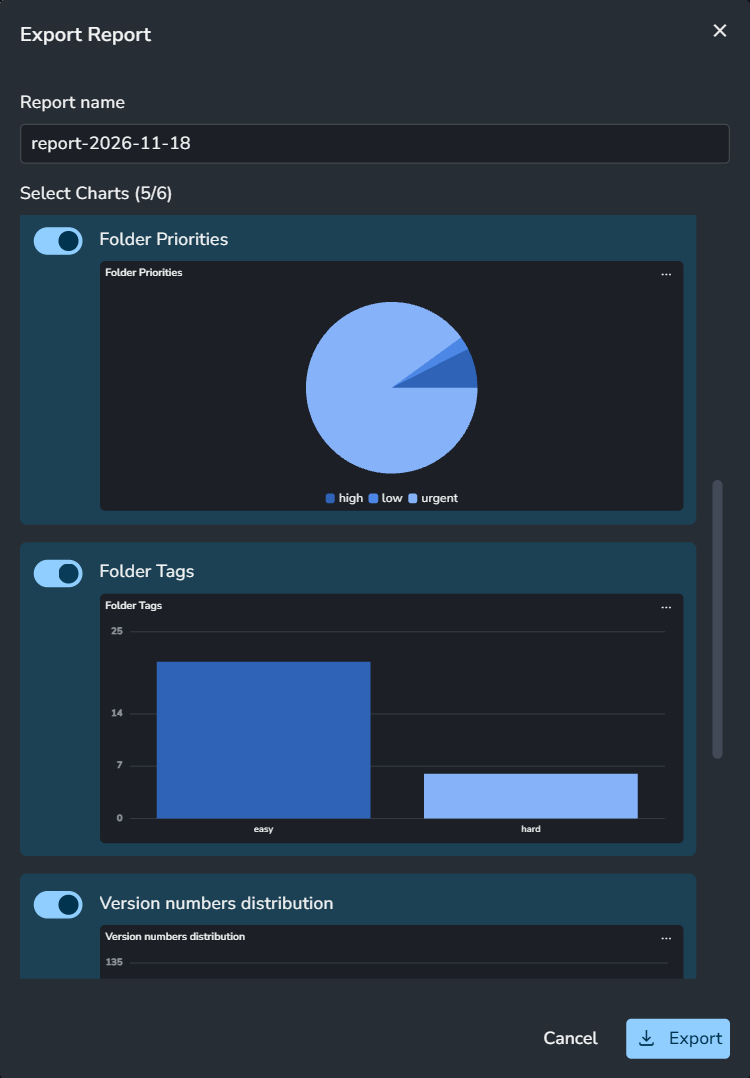 Export Report
Report name
report-2026-11-18
Select Charts (5/6)
Folder Priorities
Folder Priorities
high low urgent
Folder Tags
Folder Tags
25
14
7
0
easy hard
Version numbers distribution
Version numbers distribution
135
Cancel Export